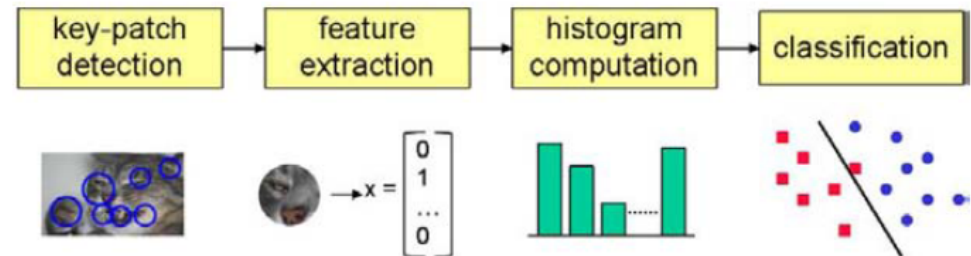 key-patch
detection
feature
extraction
histogram
computation
classification
x =
0
1
...
0
......